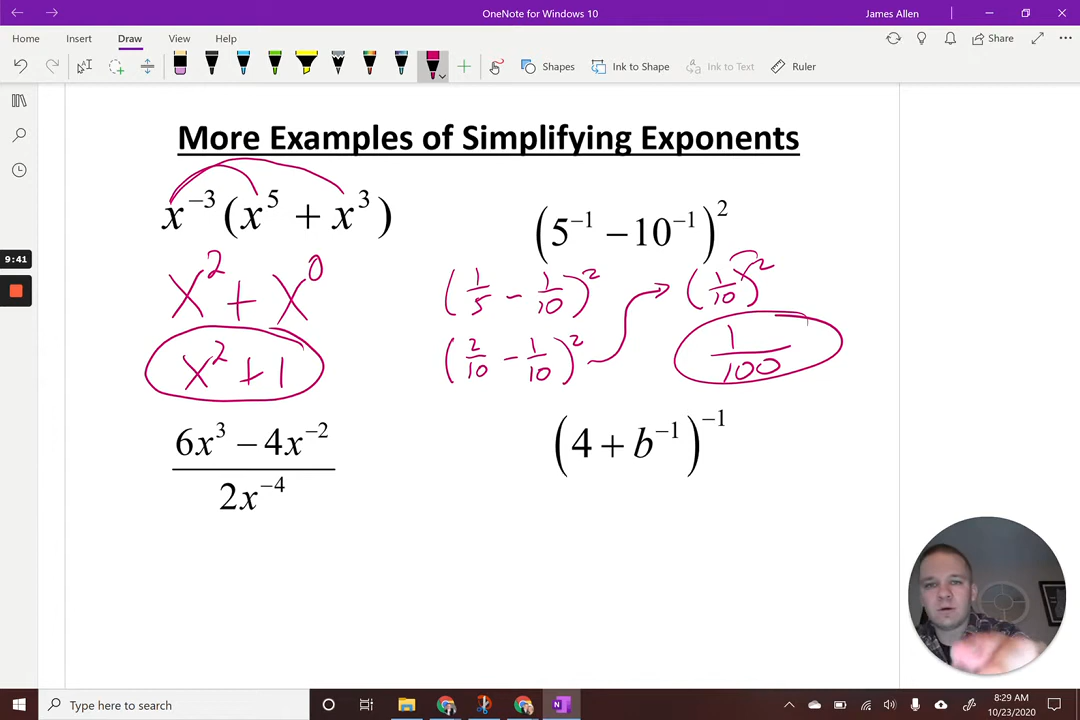 OneNote for Windows 10
James Allen
Home Insert Draw View Help
Share
Shapes Ink to Shape Ink to Text Ruler
More Examples of Simplifying Exponents
x⁻³(x⁵ + x³)
x² + x⁰
x² + 1
(5⁻¹ − 10⁻¹)²
(1/5 − 1/10)²
(2/10 − 1/10)²
(1/10)²
1/100
9:41
(6x³ − 4x⁻²)/(2x⁻⁴)
(4 + b⁻¹)⁻¹
Type here to search
8:29 AM
10/23/2020